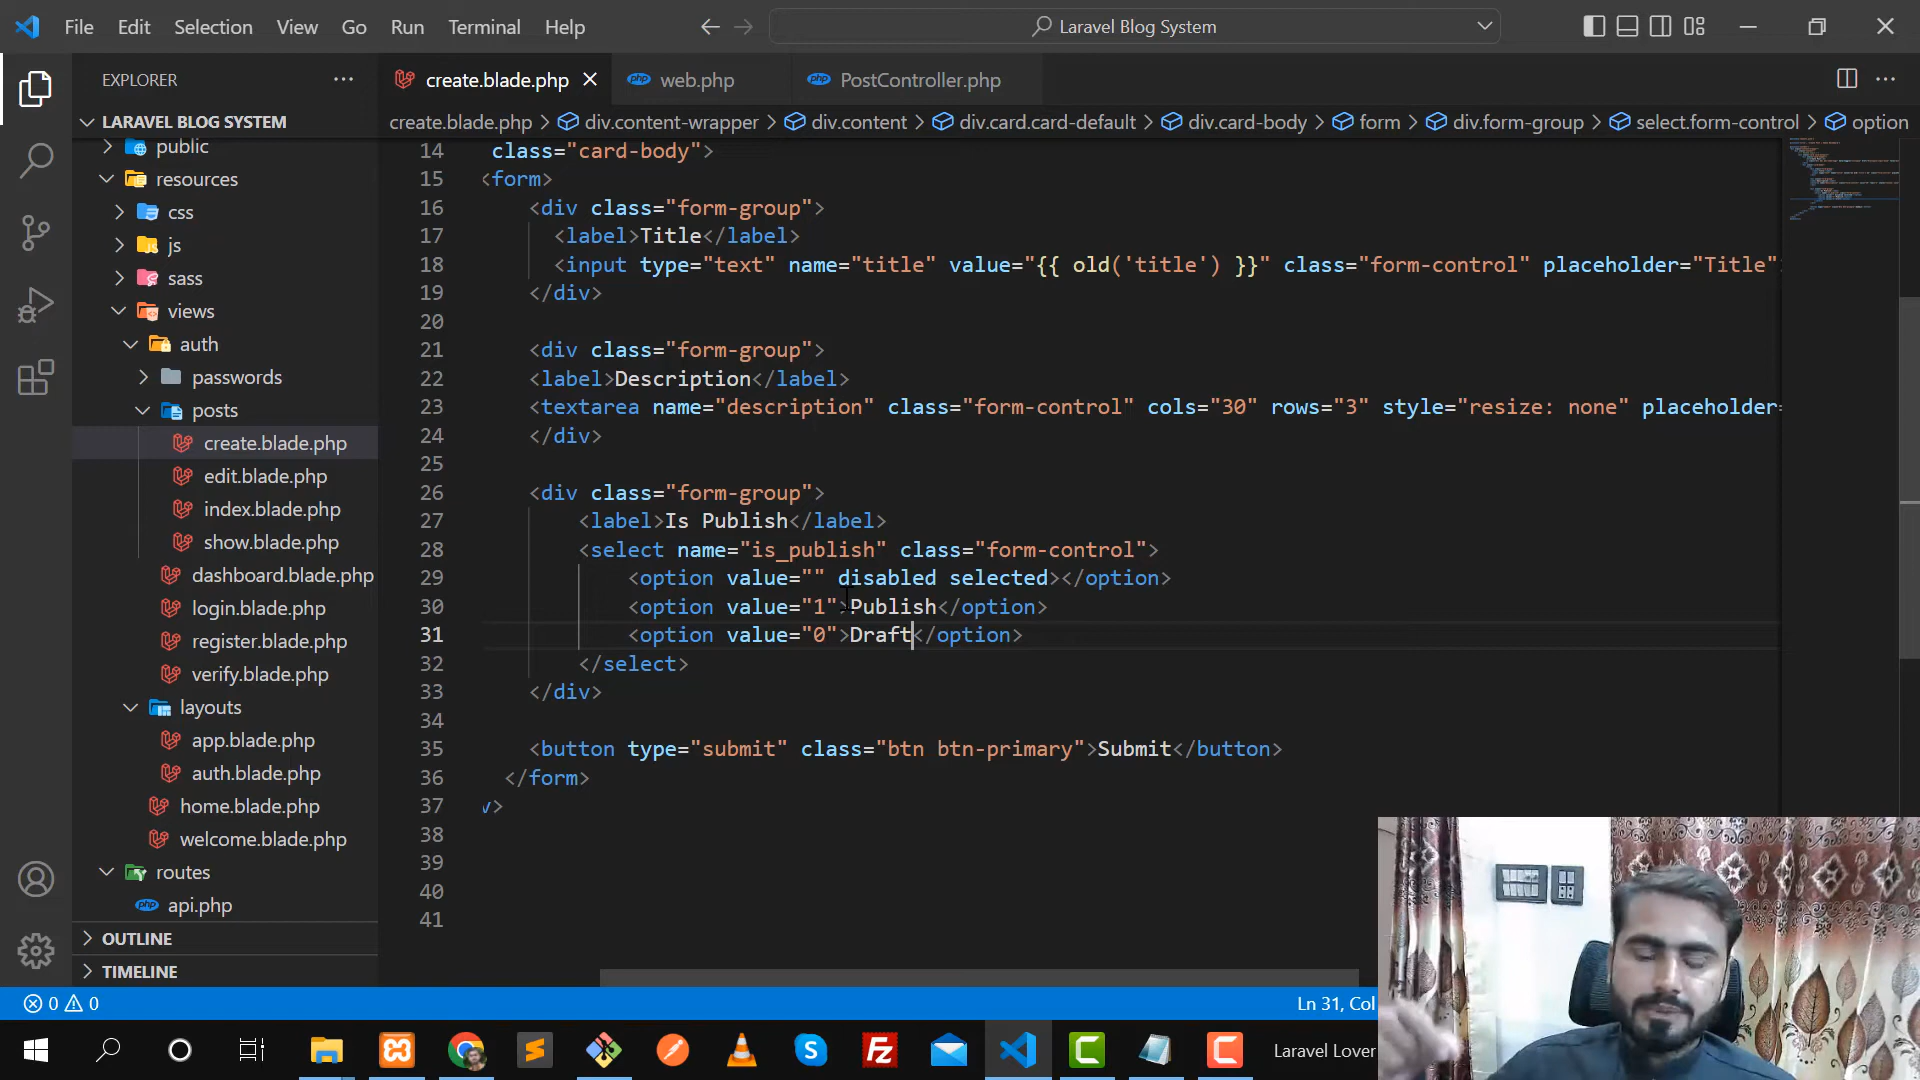 File Edit Selection View Go Run Terminal Help
Laravel Blog System
EXPLORER
create.blade.php
web.php
PostController.php
LARAVEL BLOG SYSTEM
create.blade.php > div.content-wrapper > div.content > div.card.card-default > div.card-body > form > div.form-group > select.form-control > option
public
resources
css
js
sass
views
auth
passwords
posts
create.blade.php
edit.blade.php
index.blade.php
show.blade.php
dashboard.blade.php
login.blade.php
register.blade.php
verify.blade.php
layouts
app.blade.php
auth.blade.php
home.blade.php
welcome.blade.php
routes
api.php
OUTLINE
TIMELINE
14 class="card-body">
15 <form>
16 <div class="form-group">
17 <label>Title</label>
18 <input type="text" name="title" value="{{ old('title') }}" class="form-control" placeholder="Title"
19 </div>
20
21 <div class="form-group">
22 <label>Description</label>
23 <textarea name="description" class="form-control" cols="30" rows="3" style="resize: none" placeholder=
24 </div>
25
26 <div class="form-group">
27 <label>Is Publish</label>
28 <select name="is_publish" class="form-control">
29 <option value="" disabled selected></option>
30 <option value="1">Publish</option>
31 <option value="0">Draft</option>
32 </select>
33 </div>
34
35 <button type="submit" class="btn btn-primary">Submit</button>
36 </form>
37 v>
38
39
40
41
0 0
Ln 31, Col
Laravel Lover